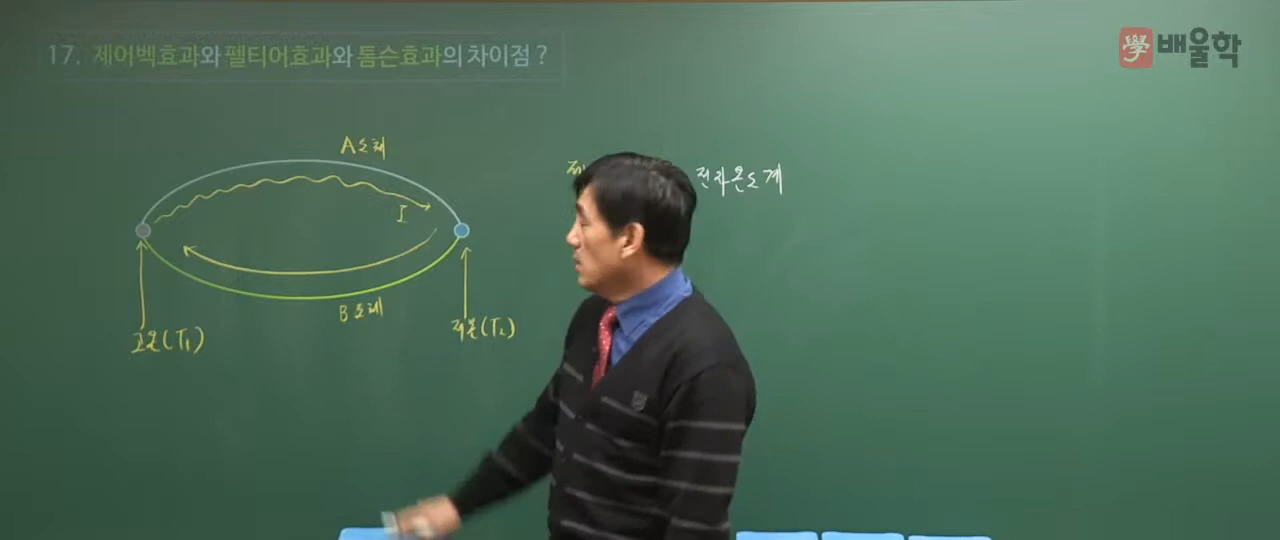 17. 제어벡효과와 펠티어효과와 톰슨효과의 차이점 ?
學 배울학
A도체
전자온도계
I
B도체
고온(T₁)
저온(T₂)